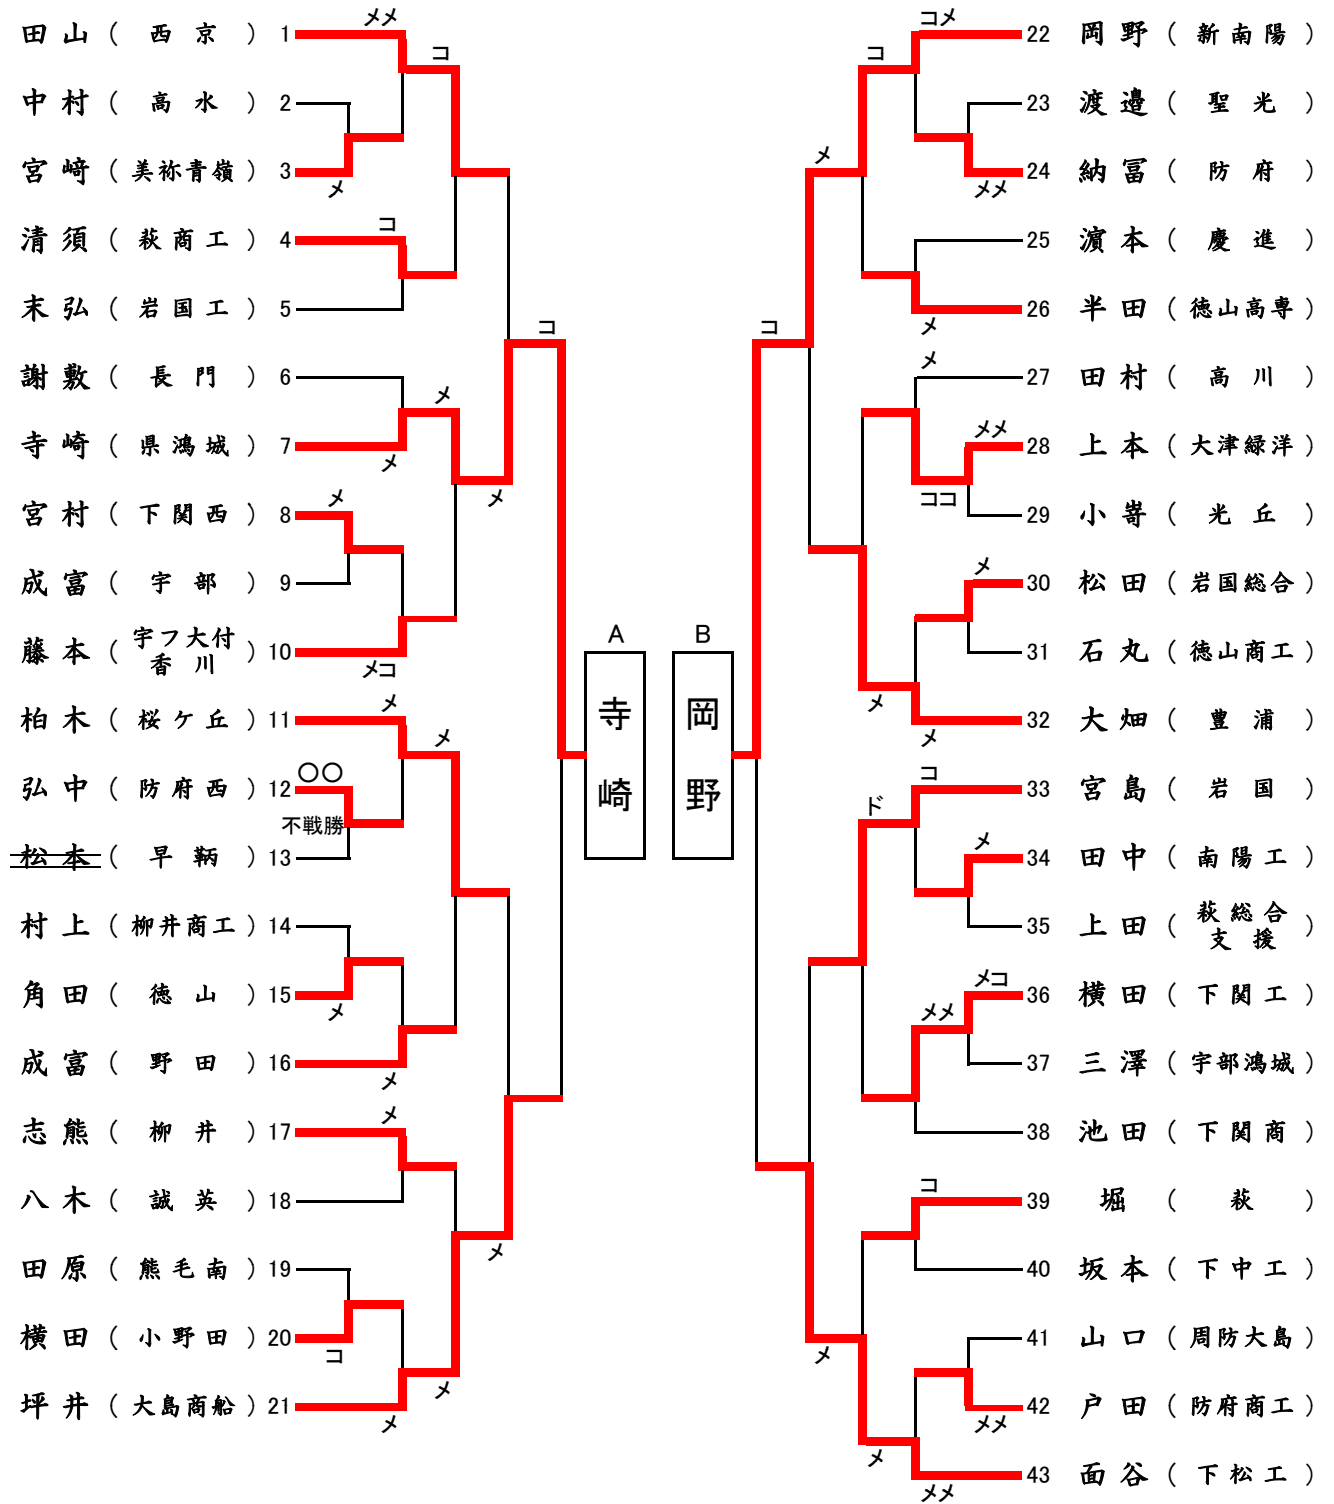 田山 ( 西京 ) 1 メメ
コ
中村 ( 高水 ) 2
宮﨑 ( 美祢青嶺 ) 3
メ
清須 ( 萩商工 ) 4 コ
末弘 ( 岩国工 ) 5
謝敷 ( 長門 ) 6
メ
寺崎 ( 県鴻城 ) 7
メ
メ
宮村 ( 下関西 ) 8 メ
成富 ( 宇部 ) 9
藤本 ( 宇フ大付香川 ) 10
メコ
柏木 ( 桜ケ丘 ) 11 メ
メ
弘中 ( 防府西 ) 12 〇〇
不戦勝
松本 ( 早鞆 ) 13
村上 ( 柳井商工 ) 14
角田 ( 徳山 ) 15
メ
成富 ( 野田 ) 16
メ
志熊 ( 柳井 ) 17 メ
八木 ( 誠英 ) 18
田原 ( 熊毛南 ) 19
メ
横田 ( 小野田 ) 20
コ
坪井 ( 大島商船 ) 21
メ
メ
コ
A
寺崎
B
岡野
コ
コメ
22 岡野 ( 新南陽 )
コ
23 渡邉 ( 聖光 )
メ
24 納冨 ( 防府 )
メメ
25 濵本 ( 慶進 )
26 半田 ( 徳山高専 )
メ
メ
27 田村 ( 高川 )
メメ
28 上本 ( 大津緑洋 )
ココ
29 小嵜 ( 光丘 )
メ
30 松田 ( 岩国総合 )
31 石丸 ( 徳山商工 )
メ
32 大畑 ( 豊浦 )
メ
コ
33 宮島 ( 岩国 )
ド
メ
34 田中 ( 南陽工 )
35 上田 ( 萩総合支援 )
メコ
36 横田 ( 下関工 )
メメ
37 三澤 ( 宇部鴻城 )
38 池田 ( 下関商 )
コ
39 堀 ( 萩 )
40 坂本 ( 下中工 )
41 山口 ( 周防大島 )
メ
42 戸田 ( 防府商工 )
メメ
メ
43 面谷 ( 下松工 )
メメ